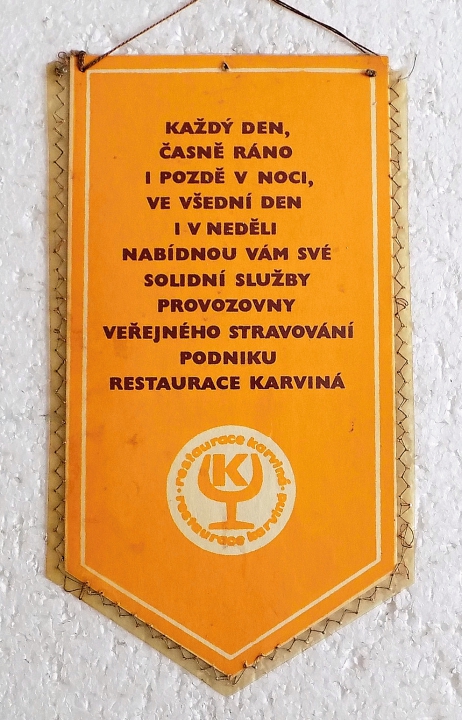 KAŽDÝ DEN,
ČASNĚ RÁNO
I POZDĚ V NOCI,
VE VŠEDNÍ DEN
I V NEDĚLI
NABÍDNOU VÁM SVÉ
SOLIDNÍ SLUŽBY
PROVOZOVNY
VEŘEJNÉHO STRAVOVÁNÍ
PODNIKU
RESTAURACE KARVINÁ
restaurace karviná
K
restaurace karviná